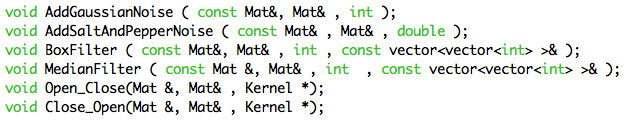 void AddGaussianNoise ( const Mat&, Mat& , int );
void AddSaltAndPepperNoise ( const Mat& , Mat& , double );
void BoxFilter ( const Mat&, Mat& , int , const vector<vector<int> >& );
void MedianFilter ( const Mat &, Mat& , int  , const vector<vector<int> >& );
void Open_Close(Mat &, Mat& , Kernel *);
void Close_Open(Mat &, Mat& , Kernel *);